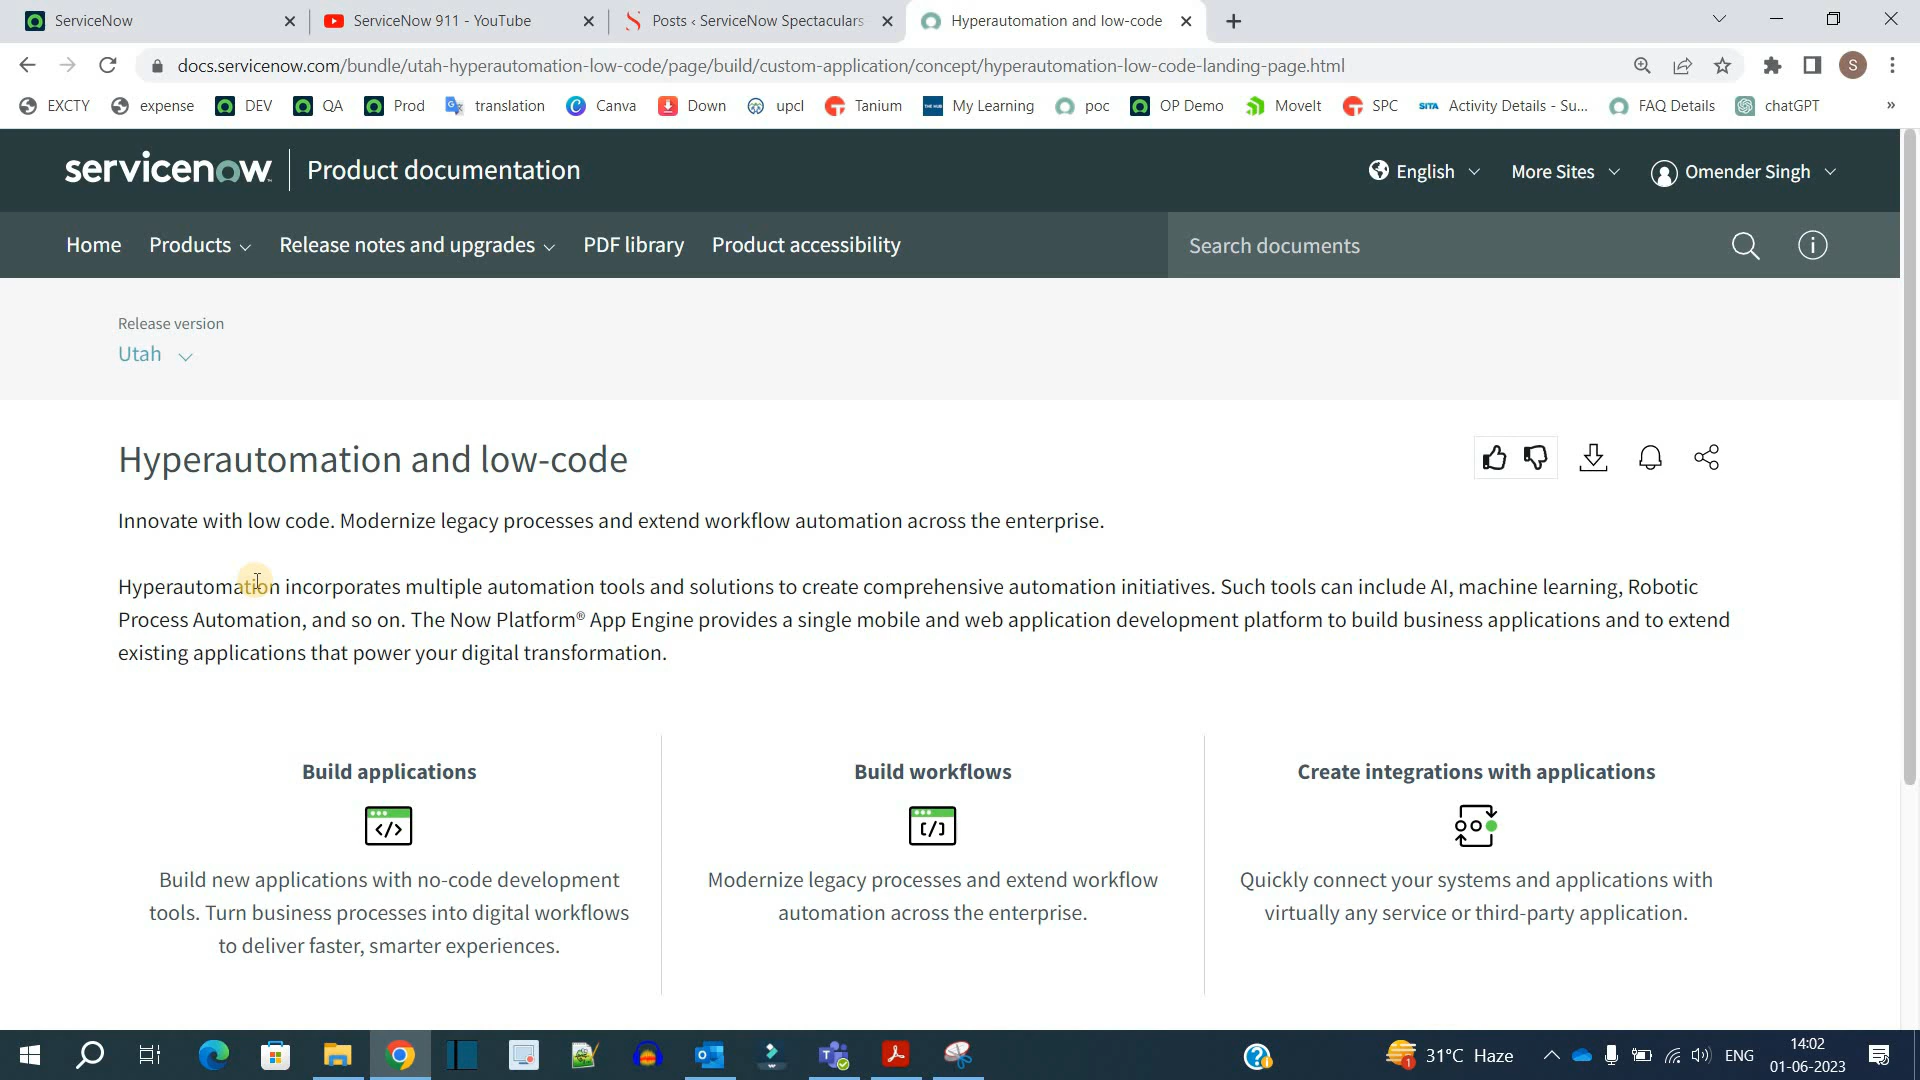 ServiceNow
ServiceNow 911 - YouTube
Posts ‹ ServiceNow Spectaculars
Hyperautomation and low-code
docs.servicenow.com/bundle/utah-hyperautomation-low-code/page/build/custom-application/concept/hyperautomation-low-code-landing-page.html
S
EXCTY expense DEV QA Prod translation Canva Down upcl Tanium My Learning poc OP Demo MoveIt SPC SITA Activity Details - Su... FAQ Details chatGPT »
servicenow Product documentation
English More Sites Omender Singh
Home Products Release notes and upgrades PDF library Product accessibility Search documents
Release version
Utah
Hyperautomation and low-code
Innovate with low code. Modernize legacy processes and extend workflow automation across the enterprise.
Hyperautomation incorporates multiple automation tools and solutions to create comprehensive automation initiatives. Such tools can include AI, machine learning, Robotic
Process Automation, and so on. The Now Platform® App Engine provides a single mobile and web application development platform to build business applications and to extend
existing applications that power your digital transformation.
Build applications
Build new applications with no-code development
tools. Turn business processes into digital workflows
to deliver faster, smarter experiences.
Build workflows
Modernize legacy processes and extend workflow
automation across the enterprise.
Create integrations with applications
Quickly connect your systems and applications with
virtually any service or third-party application.
31°C Haze
ENG
14:02
01-06-2023